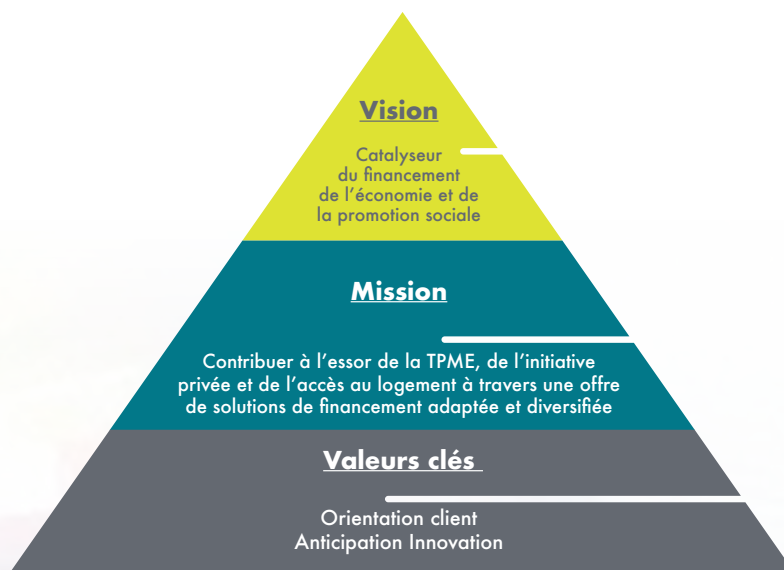 Vision
Catalyseur
du financement
de l'économie et de
la promotion sociale
Mission
Contribuer à l'essor de la TPME, de l'initiative
privée et de l'accès au logement à travers une offre
de solutions de financement adaptée et diversifiée
Valeurs clés
Orientation client
Anticipation Innovation